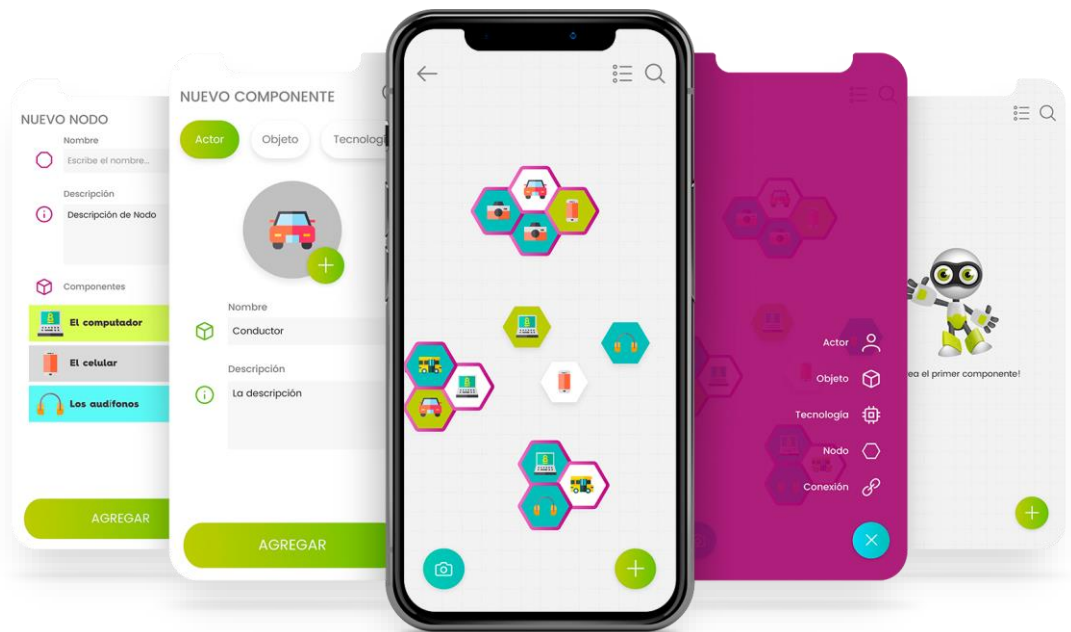 NUEVO NODO
Nombre
Escribe el nombre...
Descripción
Descripción de Nodo
Componentes
El computador
El celular
Los audífonos
AGREGAR
NUEVO COMPONENTE
Actor
Objeto
Tecnologí
Nombre
Conductor
Descripción
La descripción
AGREGAR
Actor
Objeto
Tecnología
Nodo
Conexión
ea el primer componente!